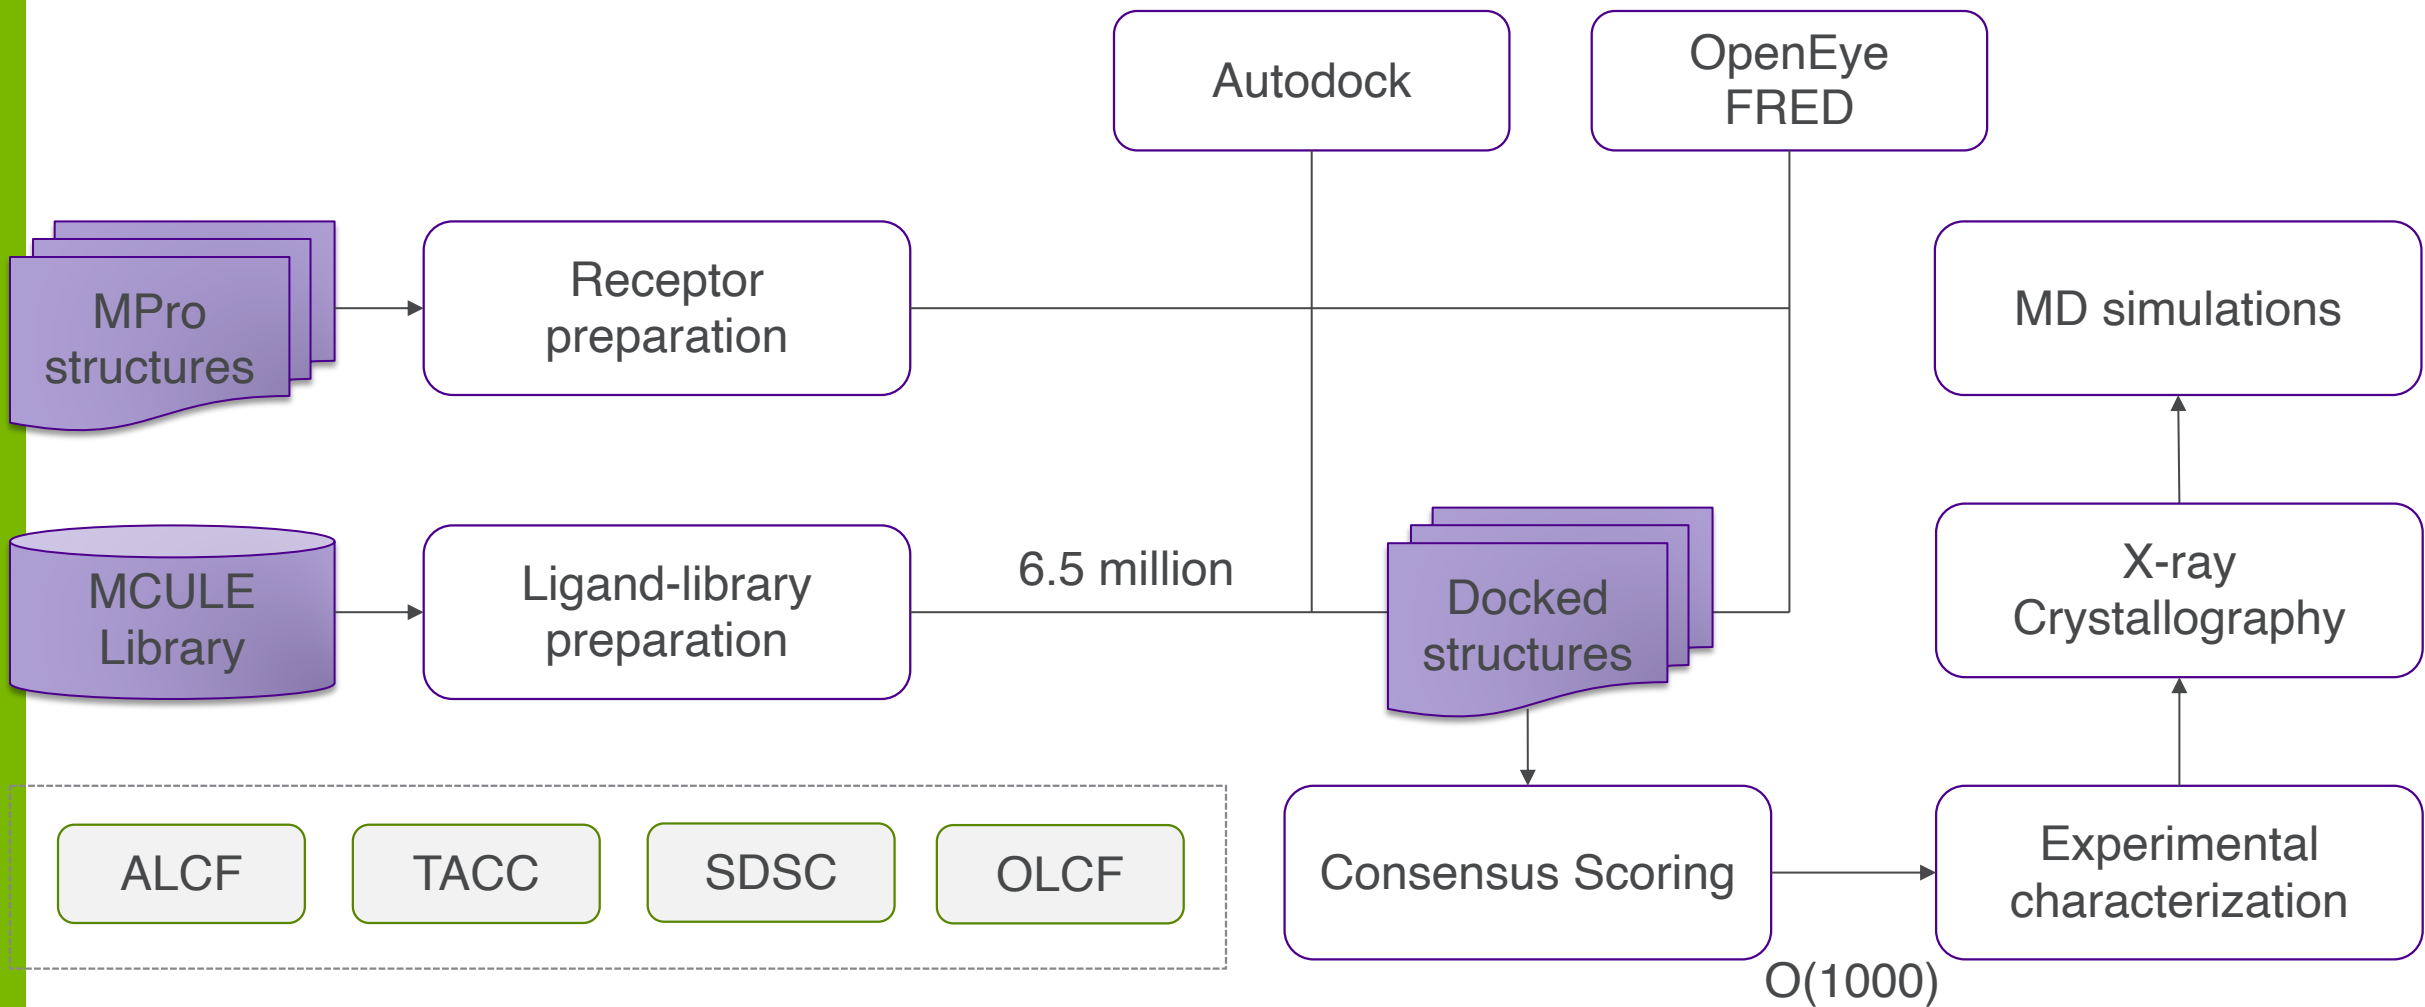 Autodock
OpenEye
FRED
MPro
structures
Receptor
preparation
MD simulations
MCULE
Library
Ligand-library
preparation
6.5 million
Docked
structures
X-ray
Crystallography
ALCF
TACC
SDSC
OLCF
Consensus Scoring
Experimental
characterization
O(1000)